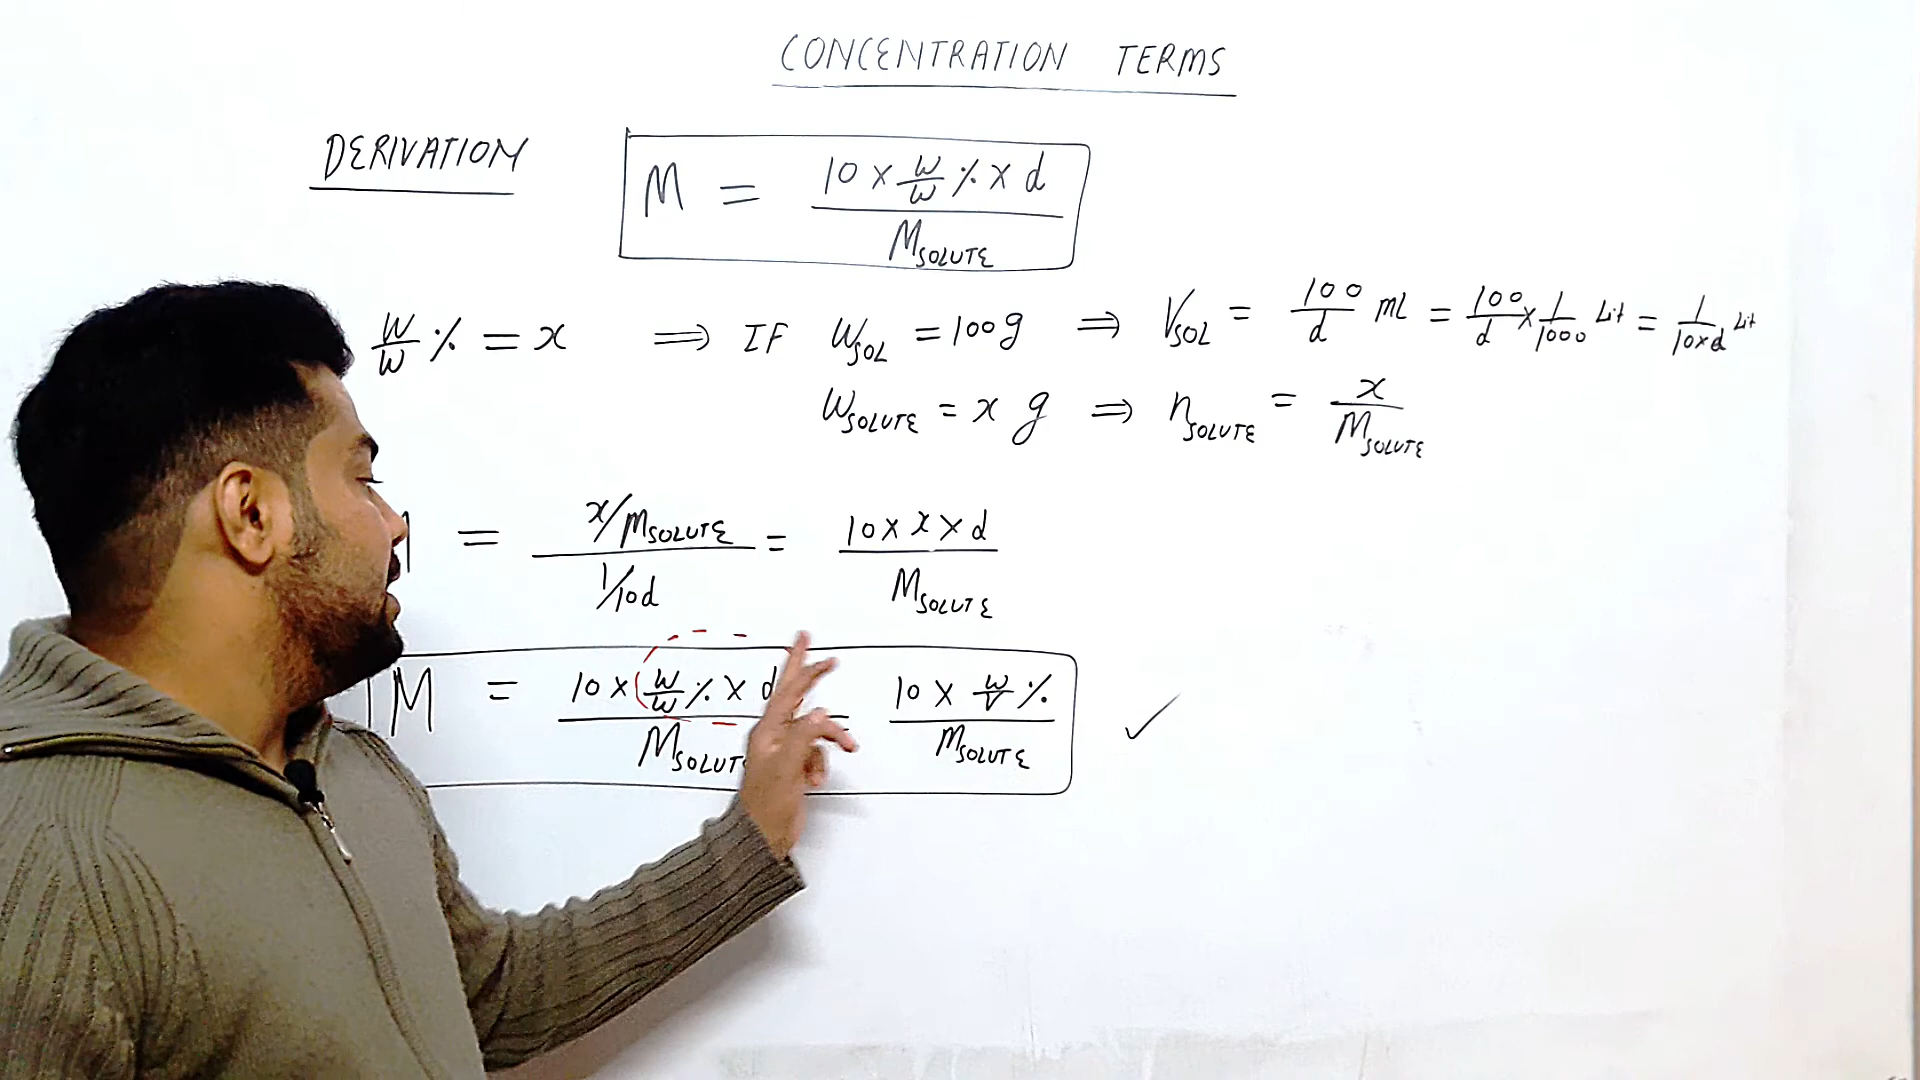 CONCENTRATION TERMS
DERIVATION
M = 10 × w/w % × d / M_SOLUTE
w/w % = x ⇒ IF W_SOL = 100g ⇒ V_SOL = 100/d ml = 100/d × 1/1000 Lit = 1/10×d Lit
W_SOLUTE = x g ⇒ n_SOLUTE = x / M_SOLUTE
= x/M_SOLUTE / 1/10d = 10 × x × d / M_SOLUTE
M = 10 × (w/w % × d / M_SOLUTE = 10 × w/v % / M_SOLUTE ✓